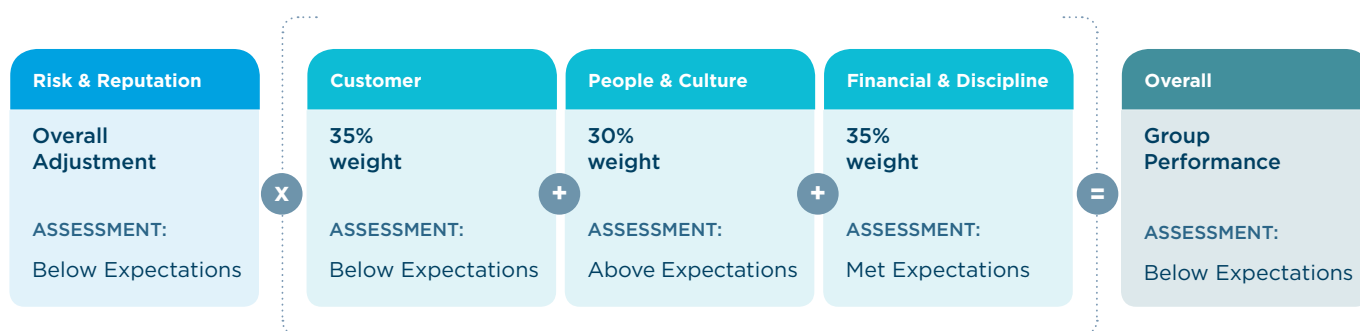 Risk & Reputation
Overall
Adjustment
ASSESSMENT:
Below Expectations
x
Customer
35%
weight
ASSESSMENT:
Below Expectations
+
People & Culture
30%
weight
ASSESSMENT:
Above Expectations
+
Financial & Discipline
35%
weight
ASSESSMENT:
Met Expectations
=
Overall
Group
Performance
ASSESSMENT:
Below Expectations